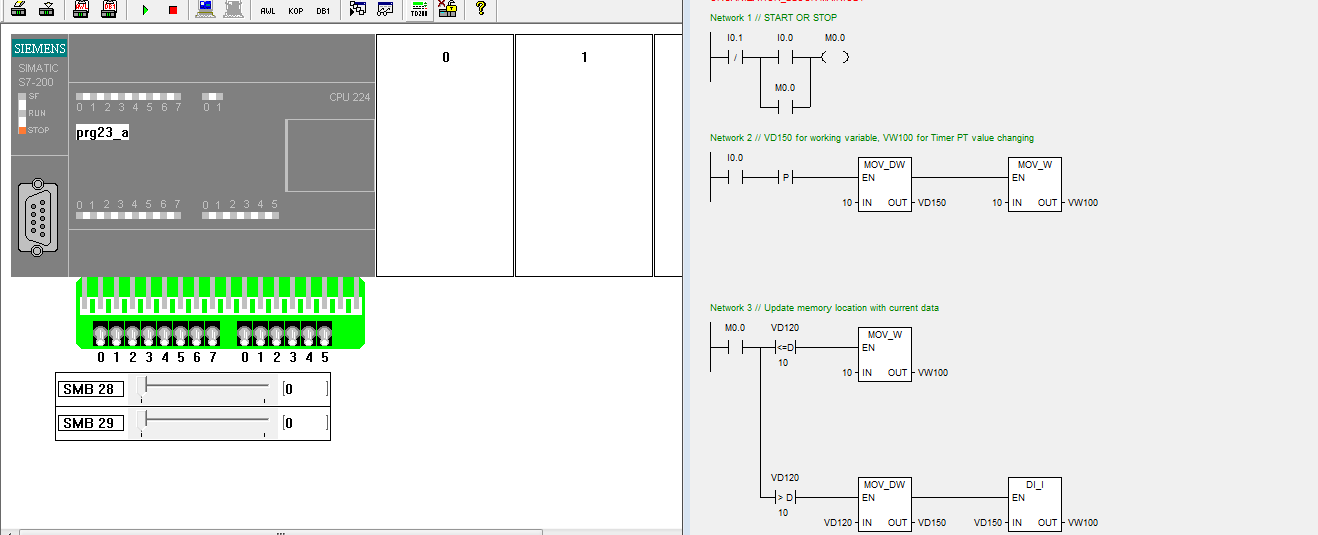 AWL KOP DB1 TD200 ?
SIEMENS
SIMATIC
S7-200
SF
RUN
STOP
0 1 2 3 4 5 6 7 0 1
CPU 224
prg23_a
0 1 2 3 4 5 6 7 0 1 2 3 4 5
0 1
0 1 2 3 4 5 6 7 0 1 2 3 4 5
SMB 28 [0 ]
SMB 29 [0 ]
Network 1 // START OR STOP
I0.1 I0.0 M0.0
/
M0.0
Network 2 // VD150 for working variable, VW100 for Timer PT value changing
I0.0
P
MOV_DW MOV_W
EN EN
10 IN OUT VD150 10 IN OUT VW100
Network 3 // Update memory location with current data
M0.0 VD120 MOV_W
<=D EN
10
10 IN OUT VW100
VD120 MOV_DW DI_I
>D EN EN
10
VD120 IN OUT VD150 VD150 IN OUT VW100